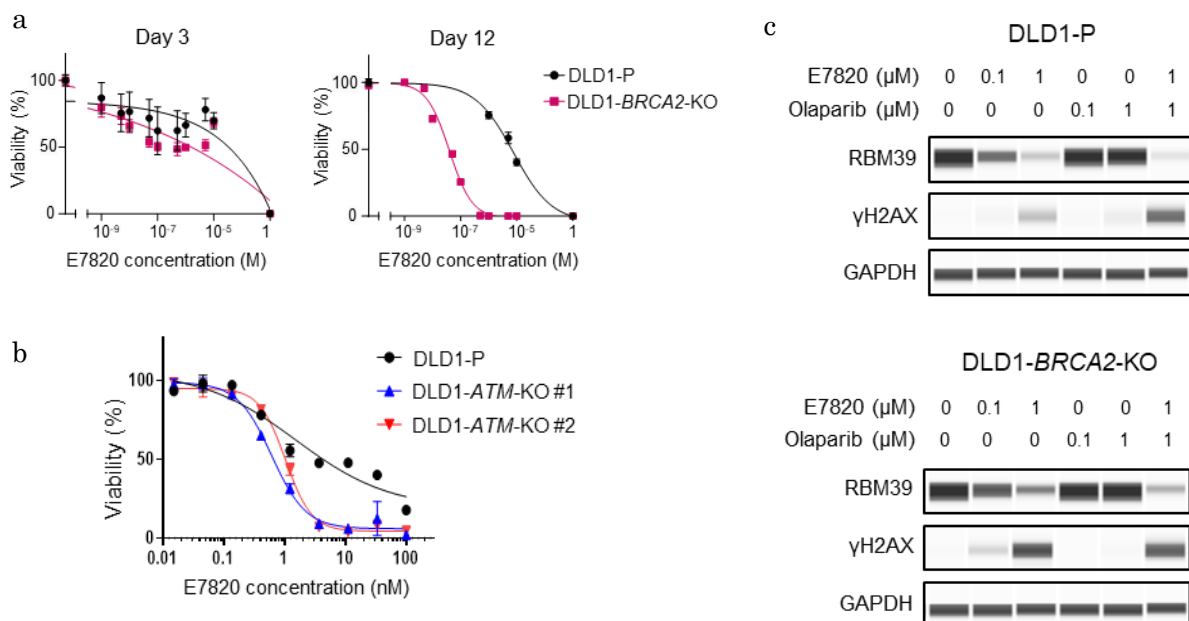 a
Day 3
Viability (%)
100
50
0
10⁻⁹
10⁻⁷
10⁻⁵
1
E7820 concentration (M)
Day 12
Viability (%)
100
50
0
10⁻⁹
10⁻⁷
10⁻⁵
1
E7820 concentration (M)
DLD1-P
DLD1-BRCA2-KO
b
Viability (%)
100
50
0
0.01
0.1
1
10
100
E7820 concentration (nM)
DLD1-P
DLD1-ATM-KO #1
DLD1-ATM-KO #2
c
DLD1-P
E7820 (µM) 0 0.1 1 0 0 1
Olaparib (µM) 0 0 0 0.1 1 1
RBM39
γH2AX
GAPDH
DLD1-BRCA2-KO
E7820 (µM) 0 0.1 1 0 0 1
Olaparib (µM) 0 0 0 0.1 1 1
RBM39
γH2AX
GAPDH